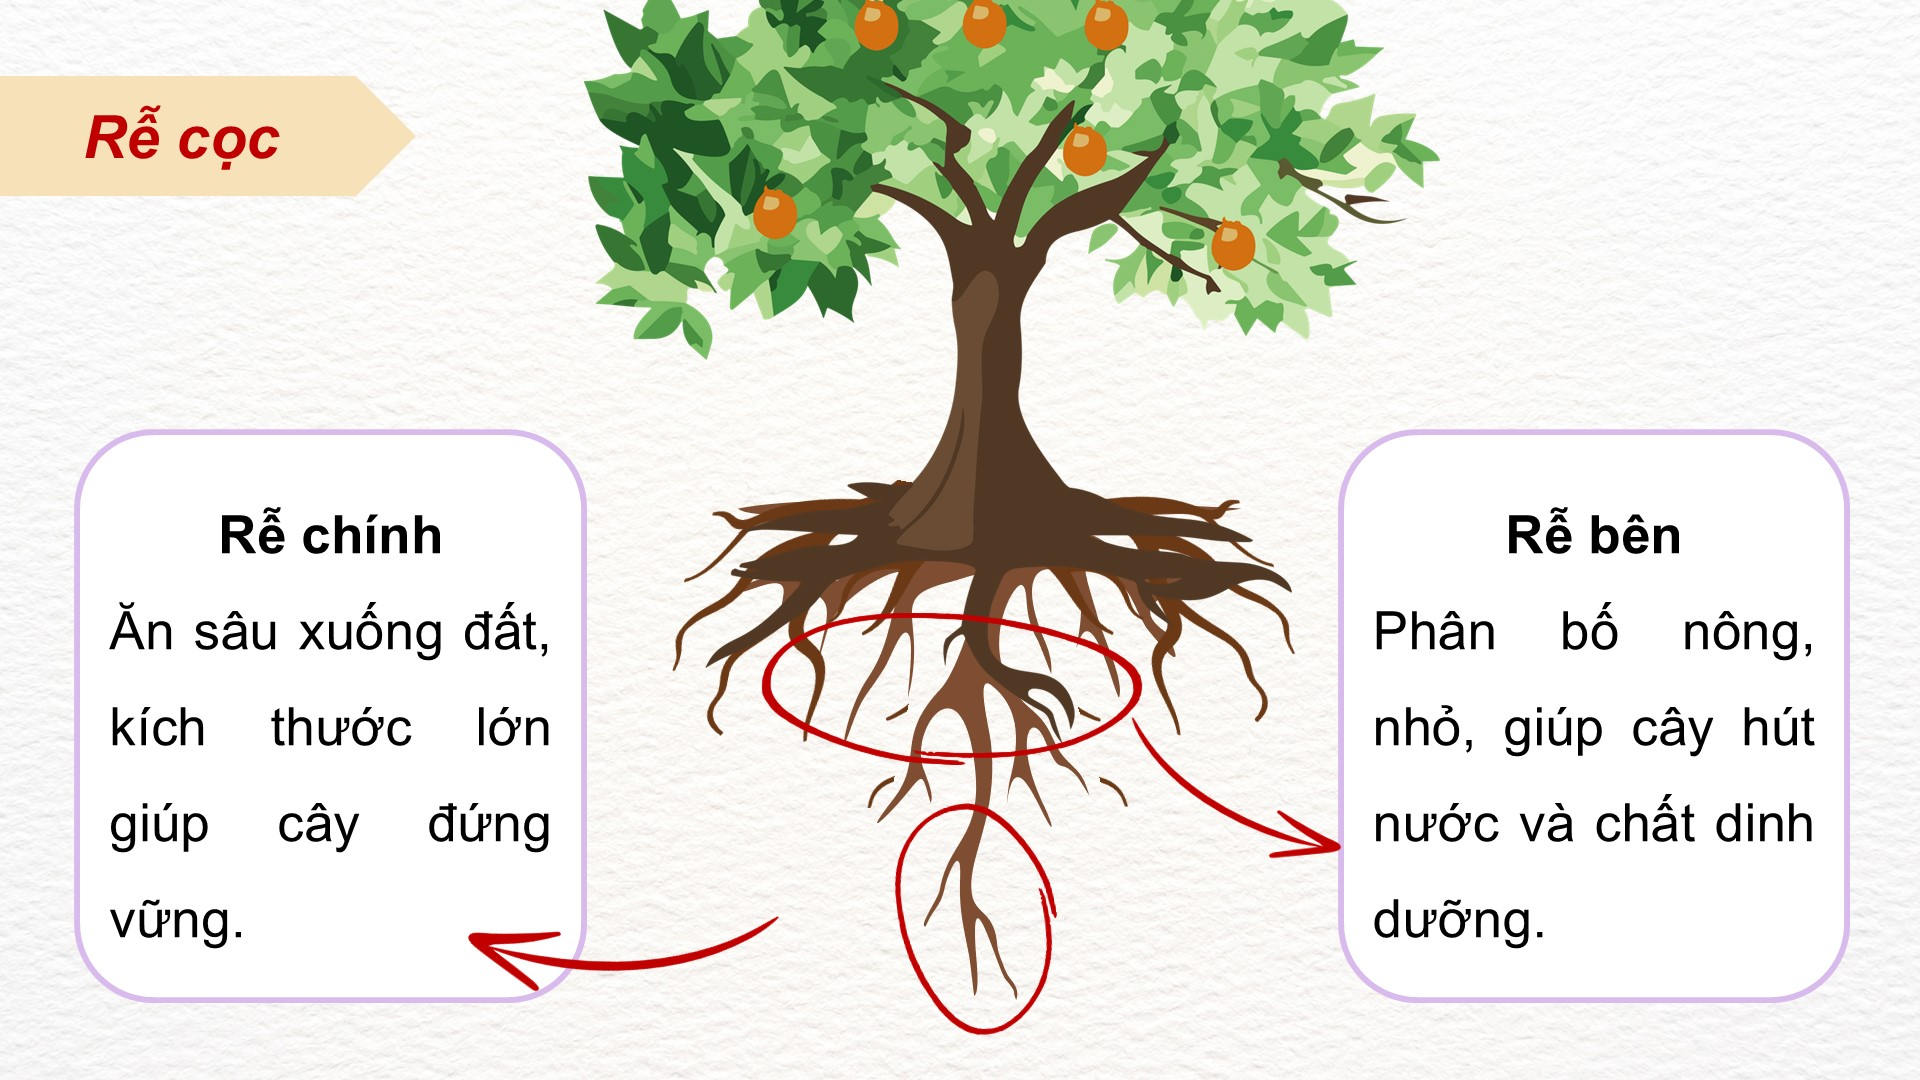 Rễ cọc
Rễ chính
Ăn sâu xuống đất,
kích thước lớn
giúp cây đứng
vững.
Rễ bên
Phân bố nông,
nhỏ, giúp cây hút
nước và chất dinh
dưỡng.